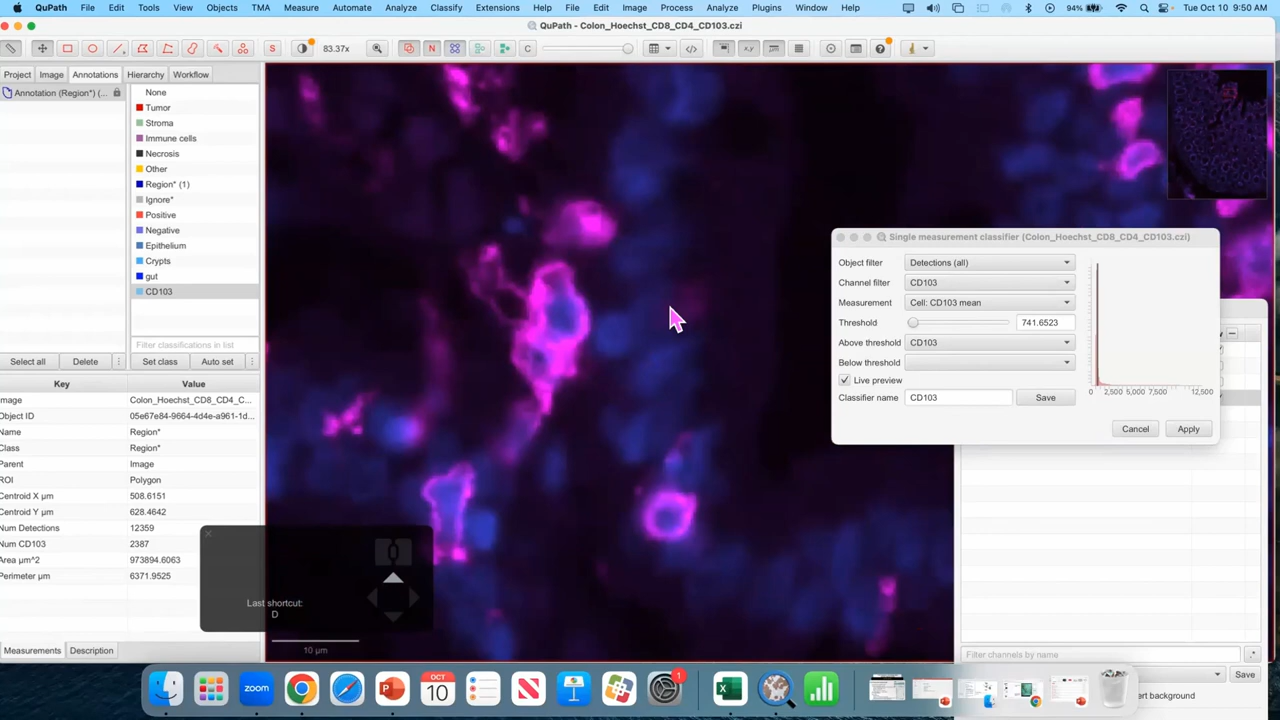 QuPath File Edit Tools View Objects TMA Measure Automate Analyze Classify Extensions Help File Edit Image Process Analyze Plugins Window Help 94% Tue Oct 10 9:50 AM
QuPath - Colon_Hoechst_CD8_CD4_CD103.czi
S 83.37x N C x,y
Project Image Annotations Hierarchy Workflow
Annotation (Region*) (...
None
Tumor
Stroma
Immune cells
Necrosis
Other
Region* (1)
Ignore*
Positive
Negative
Epithelium
Crypts
gut
CD103
Filter classifications in list
Select all Delete Set class Auto set
Key Value
Image Colon_Hoechst_CD8_CD4_C...
Object ID 05e67e84-9664-4d4e-a961-1d...
Name Region*
Class Region*
Parent Image
ROI Polygon
Centroid X µm 508.6151
Centroid Y µm 628.4642
Num Detections 12359
Num CD103 2387
Area µm^2 973894.6063
Perimeter µm 6371.9525
Measurements Description
Last shortcut:
D
10 µm
Single measurement classifier (Colon_Hoechst_CD8_CD4_CD103.czi)
Object filter Detections (all)
Channel filter CD103
Measurement Cell: CD103 mean
Threshold 741.6523
Above threshold CD103
Below threshold
Live preview
Classifier name CD103 Save
0 2,500 5,000 7,500 12,500
Cancel Apply
Filter channels by name
Save
ert background
zoom
OCT
10
1